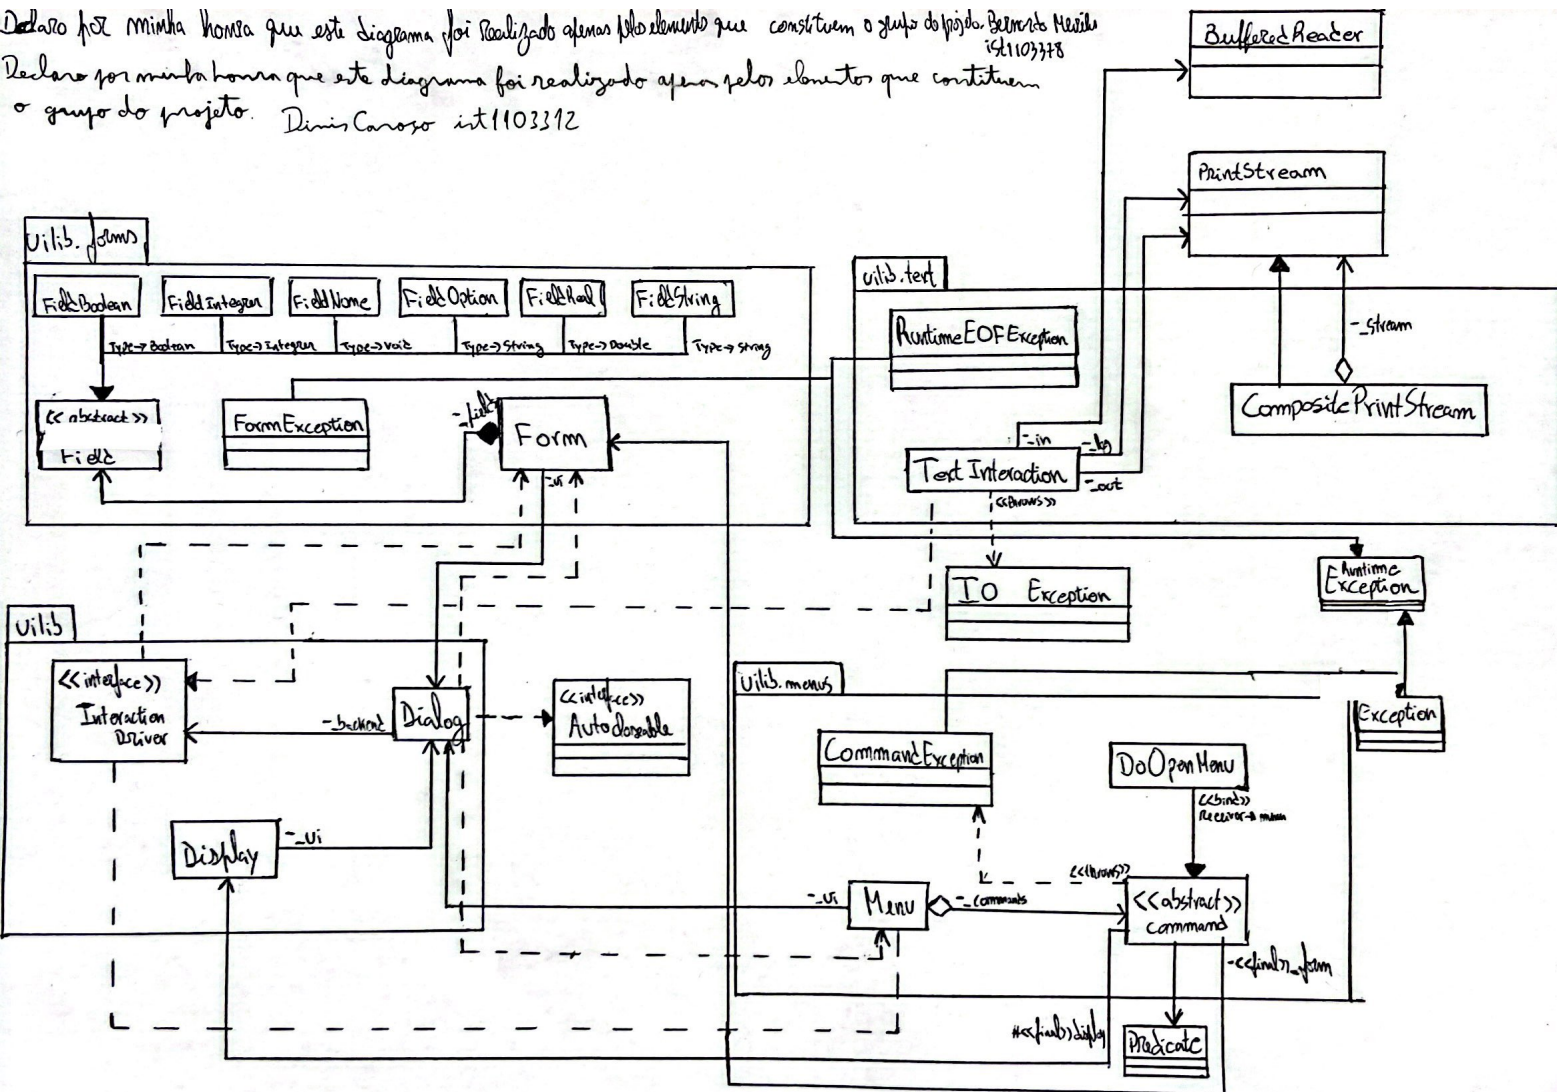 Declaro por minha honra que este diagrama foi Realizado apenas pelos elementos que constituem o grupo do projeto. Bernardo
ist1103378
Declaro por minha honra que este diagrama foi realizado apenas pelos elementos que contituem
o grupo do projeto. Dinis Caroso ist1103312
BufferedReader
PrintStream
Uilib.forms
FieldBoolean
FieldInteger
FieldNome
FieldOption
FieldReal
FieldString
Type→Boolean
Type→Integer
Type→void
Type→String
Type→Double
Type→String
<<abstract>>
Field
FormException
-_fields
Form
-_ui
uilib.text
RuntimeEOFException
-_stream
CompositePrintStream
-_in
-_log
Text Interaction
-_out
<<throws>>
IO Exception
Runtime
Exception
Uilib
<<interface>>
Interaction
Driver
-_backend
Dialog
<<interface>>
Autocloseable
Display
-_Ui
Uilib.menus
CommandException
DoOpenMenu
<<bind>>
Receiver→
Exception
<<throws>>
-_Ui
Menu
-_commands
<<abstract>>
command
-<<final>>_form
#<<final>>display
Predicate